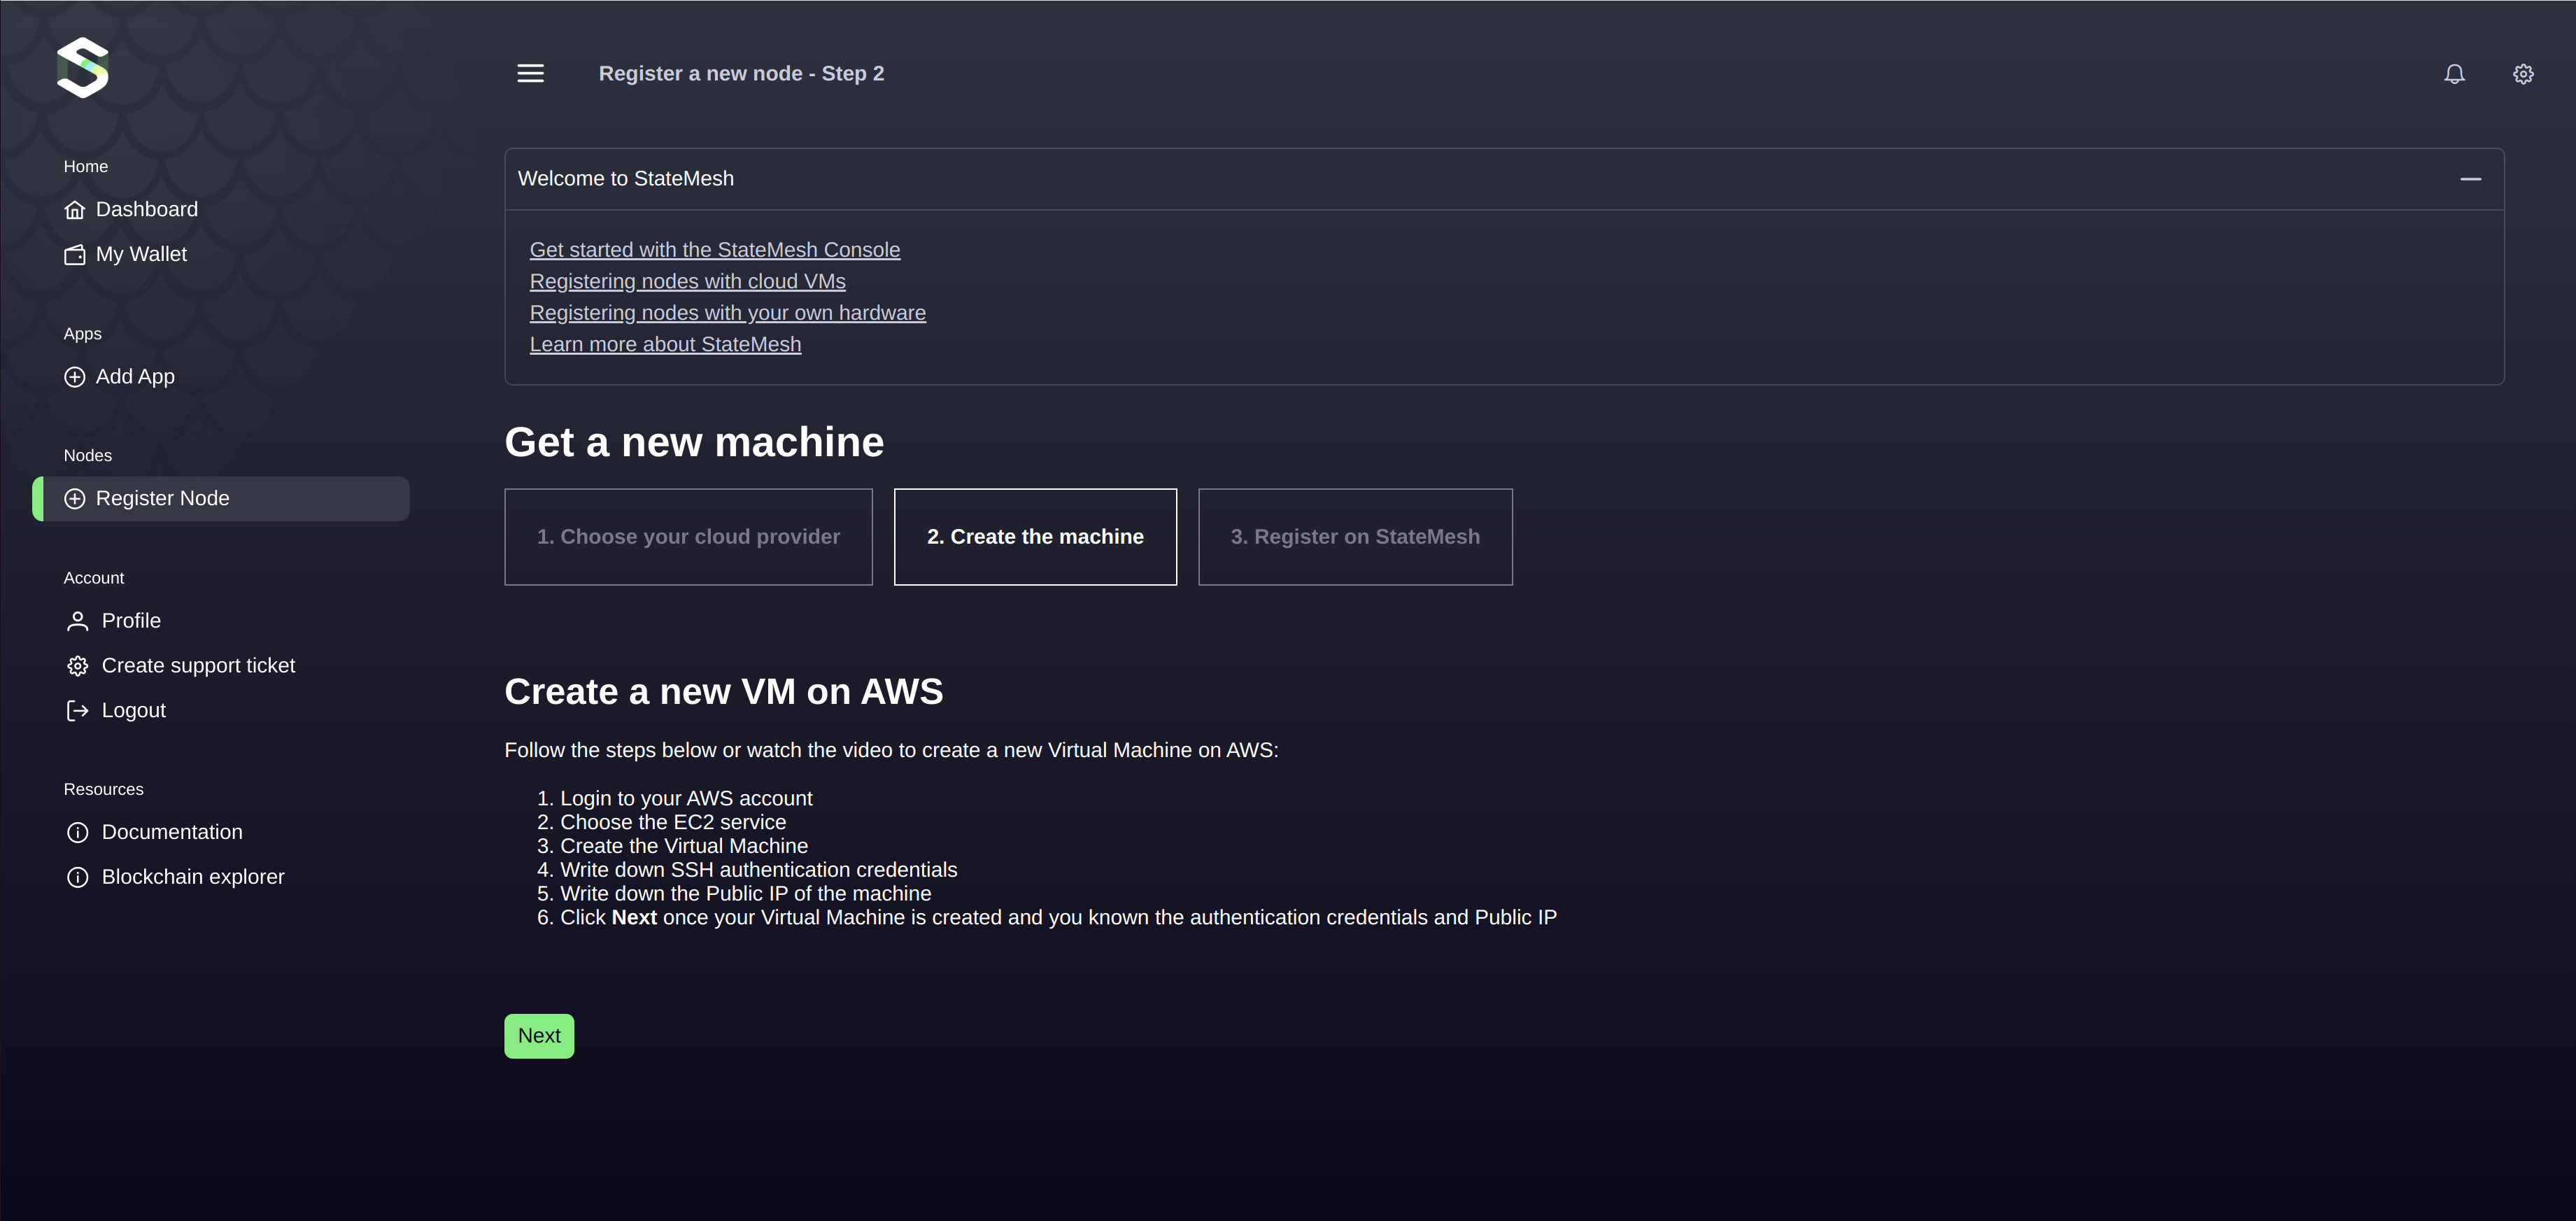 Register a new node - Step 2
Home
Dashboard
My Wallet
Apps
Add App
Nodes
Register Node
Account
Profile
Create support ticket
Logout
Resources
Documentation
Blockchain explorer
Welcome to StateMesh
Get started with the StateMesh Console
Registering nodes with cloud VMs
Registering nodes with your own hardware
Learn more about StateMesh
Get a new machine
1. Choose your cloud provider
2. Create the machine
3. Register on StateMesh
Create a new VM on AWS
Follow the steps below or watch the video to create a new Virtual Machine on AWS:
1. Login to your AWS account
2. Choose the EC2 service
3. Create the Virtual Machine
4. Write down SSH authentication credentials
5. Write down the Public IP of the machine
6. Click Next once your Virtual Machine is created and you known the authentication credentials and Public IP
Next